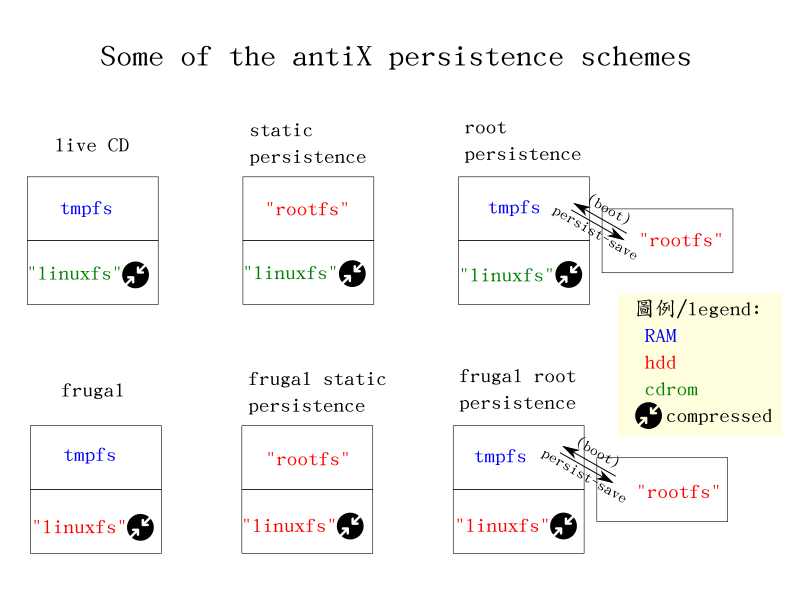 Some of the antiX persistence schemes
live CD
tmpfs
"linuxfs"
static
persistence
"rootfs"
"linuxfs"
root
persistence
tmpfs
"linuxfs"
(boot)
persist-save
"rootfs"
圖例/legend:
RAM
hdd
cdrom
compressed
frugal
tmpfs
"linuxfs"
frugal static
persistence
"rootfs"
"linuxfs"
frugal root
persistence
tmpfs
"linuxfs"
(boot)
persist-save
"rootfs"